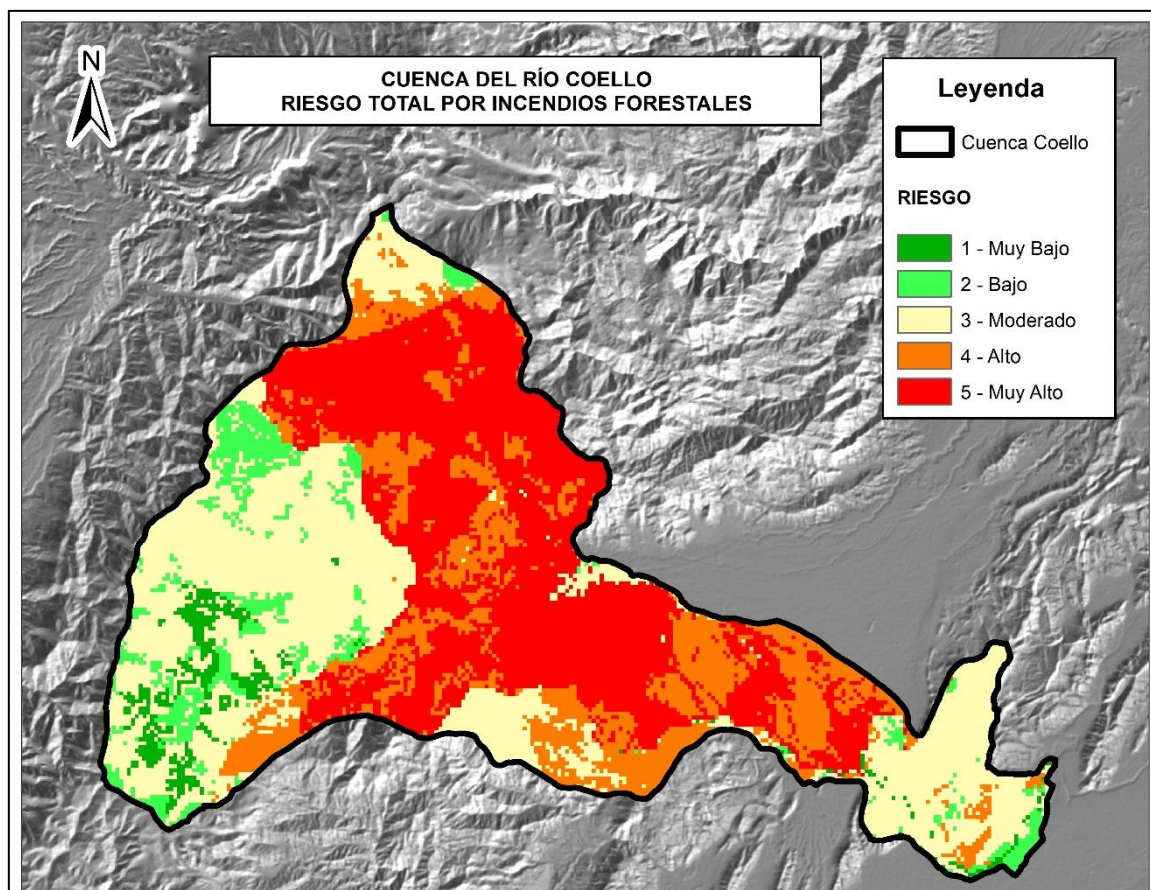 N
CUENCA DEL RÍO COELLO
RIESGO TOTAL POR INCENDIOS FORESTALES
Leyenda
Cuenca Coello
RIESGO
1 - Muy Bajo
2 - Bajo
3 - Moderado
4 - Alto
5 - Muy Alto